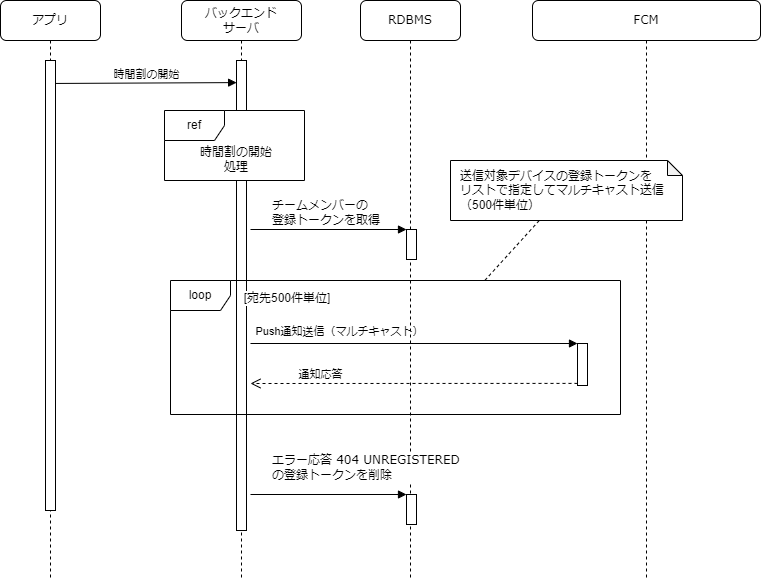 アプリ
バックエンド
サーバ
RDBMS
FCM
時間割の開始
ref
時間割の開始
処理
送信対象デバイスの登録トークンを
リストで指定してマルチキャスト送信
（500件単位）
チームメンバーの
登録トークンを取得
loop
[宛先500件単位]
Push通知送信（マルチキャスト）
通知応答
エラー応答 404 UNREGISTERED
の登録トークンを削除